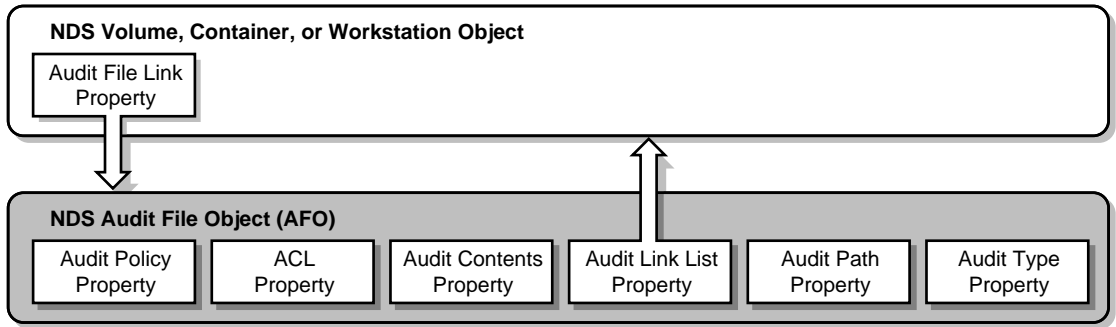 NDS Volume, Container, or Workstation Object
Audit File Link
Property
NDS Audit File Object (AFO)
Audit Policy
Property
ACL
Property
Audit Contents
Property
Audit Link List
Property
Audit Path
Property
Audit Type
Property